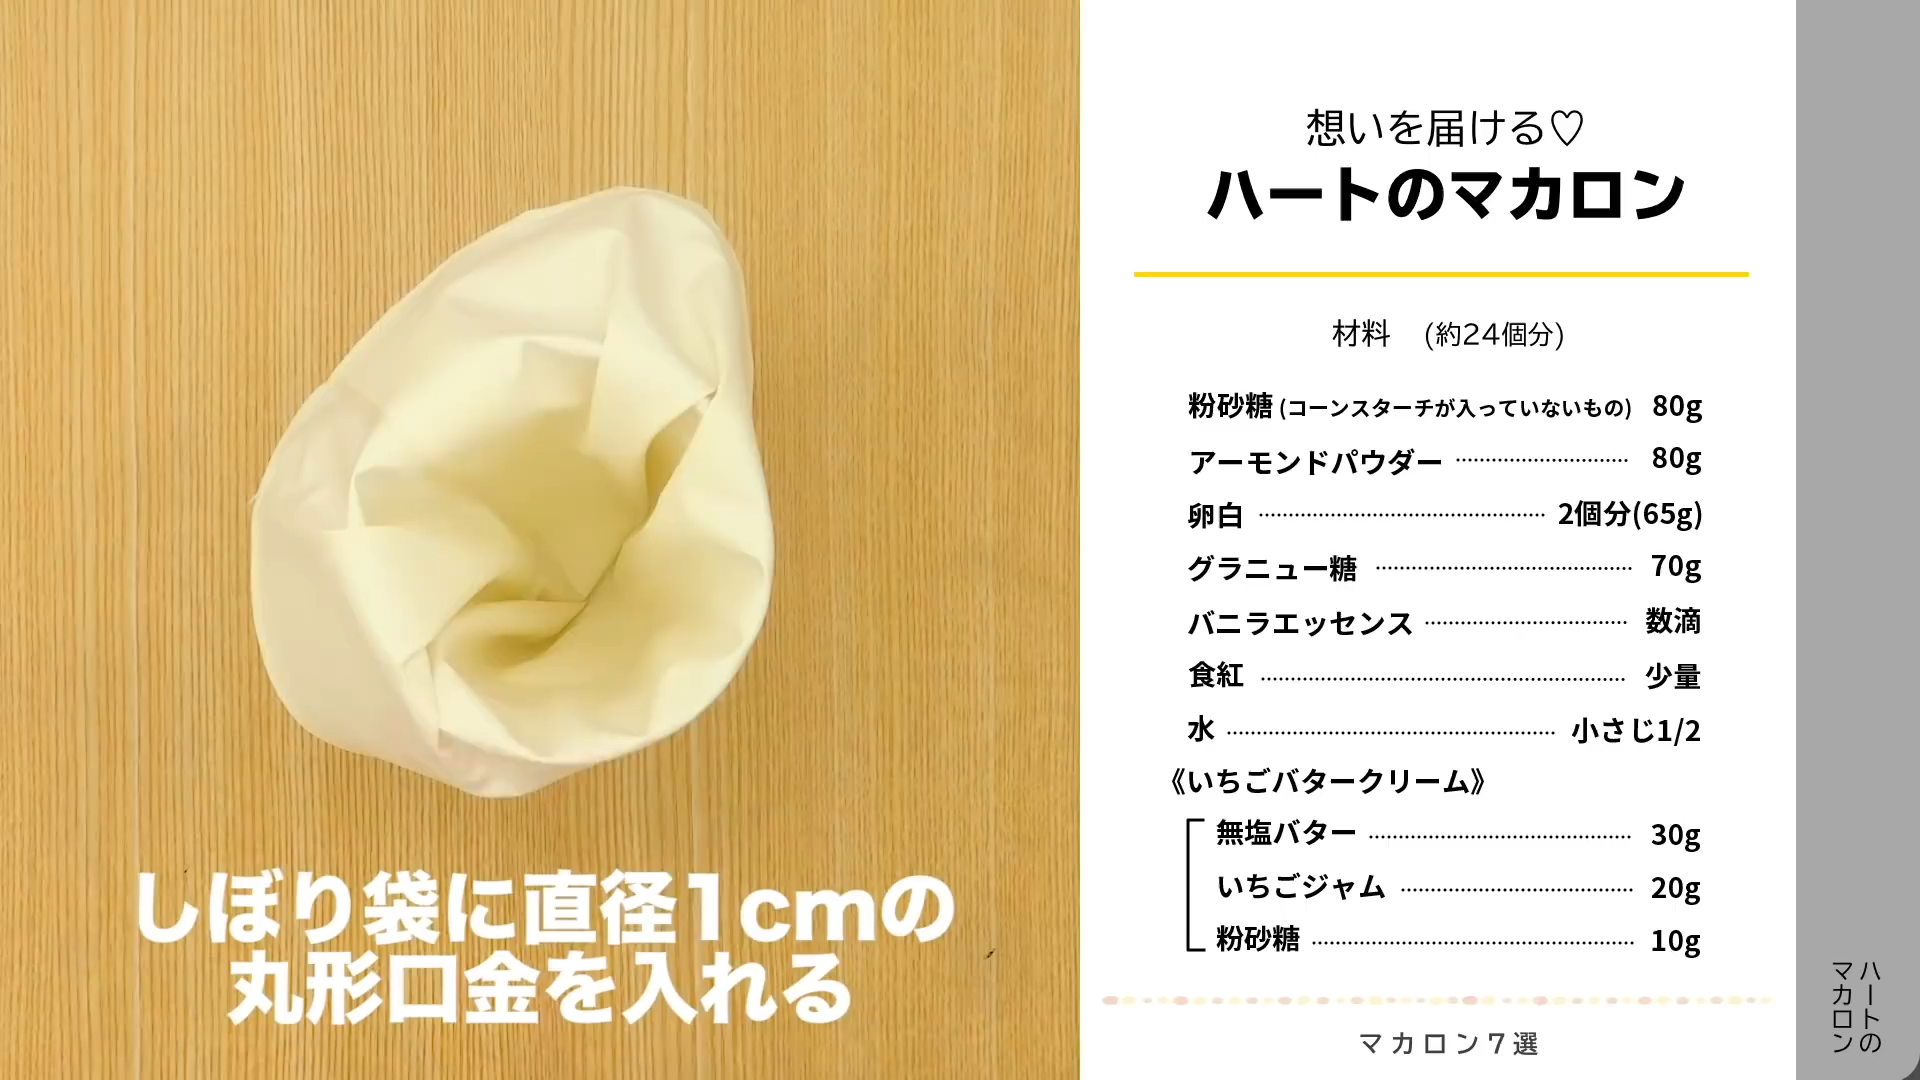 しぼり袋に直径1cmの
丸形口金を入れる
想いを届ける♡
ハートのマカロン
材料 (約24個分)
粉砂糖(コーンスターチが入っていないもの) 80g
アーモンドパウダー 80g
卵白 2個分(65g)
グラニュー糖 70g
バニラエッセンス 数滴
食紅 少量
水 小さじ1/2
《いちごバタークリーム》
無塩バター 30g
いちごジャム 20g
粉砂糖 10g
マカロン7選
ハートの
マカロン